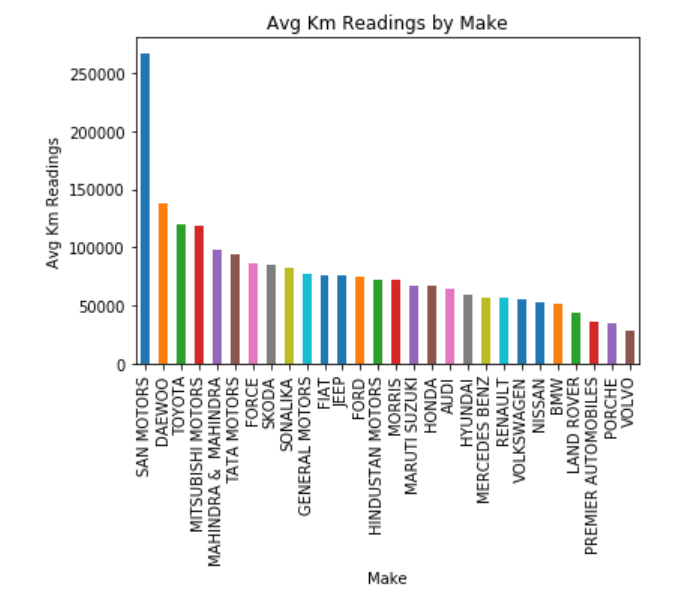 Avg Km Readings by Make
Avg Km Readings
250000
200000
150000
100000
50000
0
SAN MOTORS
DAEWOO
TOYOTA
MITSUBISHI MOTORS
MAHINDRA &  MAHINDRA
TATA MOTORS
FORCE
SKODA
SONALIKA
GENERAL MOTORS
FIAT
JEEP
FORD
HINDUSTAN MOTORS
MORRIS
MARUTI SUZUKI
HONDA
AUDI
HYUNDAI
MERCEDES BENZ
RENAULT
VOLKSWAGEN
NISSAN
BMW
LAND ROVER
PREMIER AUTOMOBILES
PORCHE
VOLVO
Make